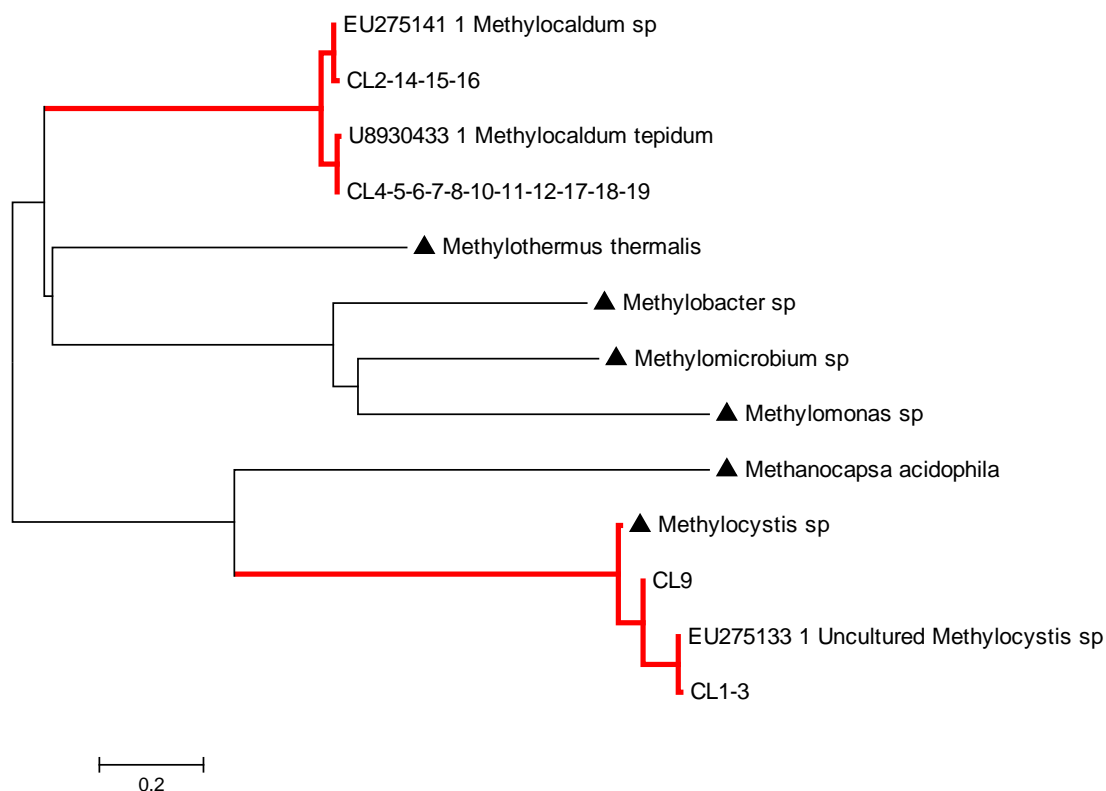 EU275141 1 Methylocaldum sp
CL2-14-15-16
U8930433 1 Methylocaldum tepidum
CL4-5-6-7-8-10-11-12-17-18-19
Methylothermus thermalis
Methylobacter sp
Methylomicrobium sp
Methylomonas sp
Methanocapsa acidophila
Methylocystis sp
CL9
EU275133 1 Uncultured Methylocystis sp
CL1-3
0.2